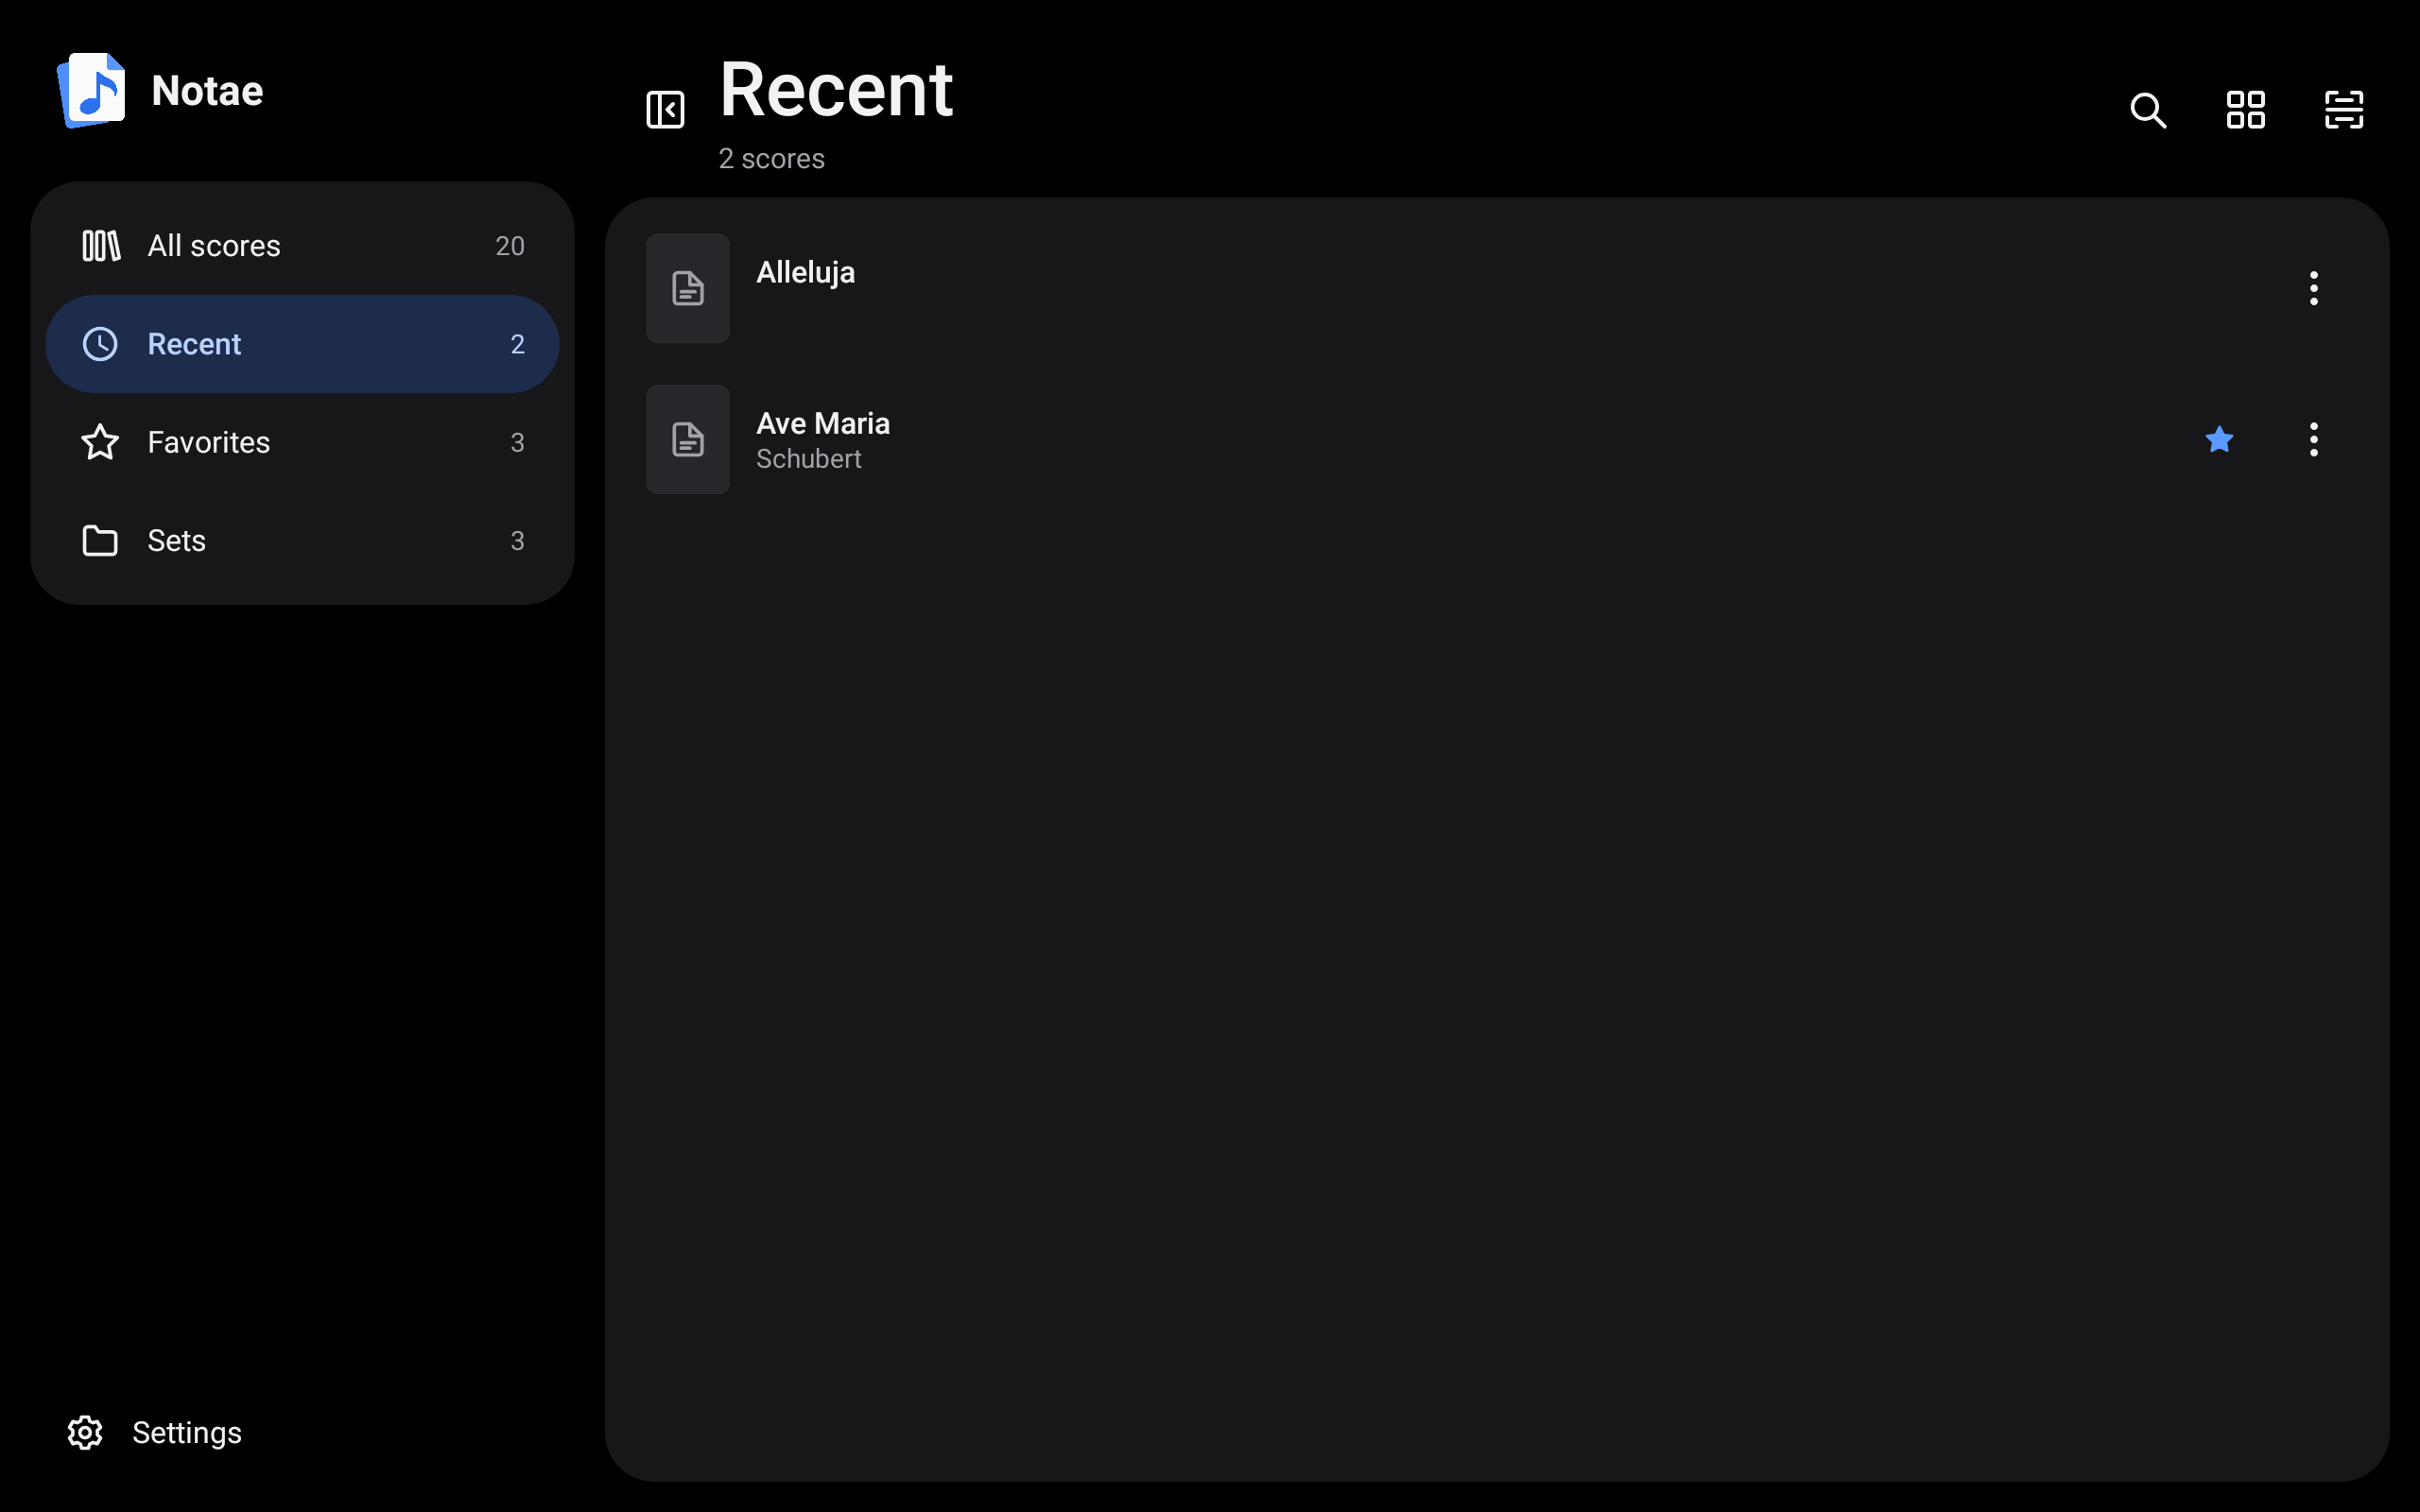 Notae
All scores 20
Recent 2
Favorites 3
Sets 3
Settings
Recent
2 scores
Alleluja
Ave Maria
Schubert